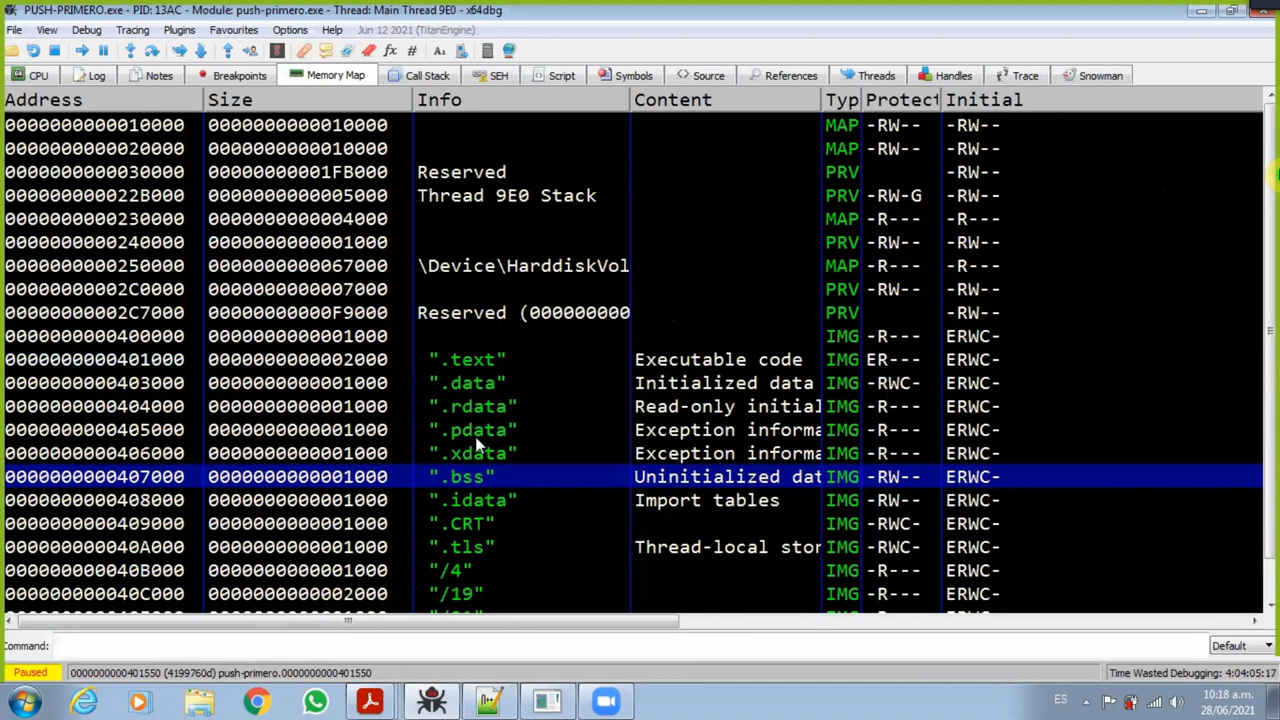 PUSH-PRIMERO.exe - PID: 13AC - Module: push-primero.exe - Thread: Main Thread 9E0 - x64dbg
File View Debug Tracing Plugins Favourites Options Help Jun 12 2021 (TitanEngine)
CPU Log Notes Breakpoints Memory Map Call Stack SEH Script Symbols Source References Threads Handles Trace Snowman
Address Size Info Content Typ Protect Initial
0000000000010000 0000000000010000 MAP -RW-- -RW--
0000000000020000 0000000000010000 MAP -RW-- -RW--
0000000000030000 00000000001FB000 Reserved PRV -RW--
000000000022B000 0000000000005000 Thread 9E0 Stack PRV -RW-G -RW--
0000000000230000 0000000000004000 MAP -R--- -R---
0000000000240000 0000000000001000 PRV -RW-- -RW--
0000000000250000 0000000000067000 \Device\HarddiskVol MAP -R--- -R---
00000000002C0000 0000000000007000 PRV -RW-- -RW--
00000000002C7000 00000000000F9000 Reserved (000000000 PRV -RW--
0000000000400000 0000000000001000 IMG -R--- ERWC-
0000000000401000 0000000000002000 ".text" Executable code IMG ER--- ERWC-
0000000000403000 0000000000001000 ".data" Initialized data IMG -RWC- ERWC-
0000000000404000 0000000000001000 ".rdata" Read-only initial IMG -R--- ERWC-
0000000000405000 0000000000001000 ".pdata" Exception informa IMG -R--- ERWC-
0000000000406000 0000000000001000 ".xdata" Exception informa IMG -R--- ERWC-
0000000000407000 0000000000001000 ".bss" Uninitialized dat IMG -RW-- ERWC-
0000000000408000 0000000000001000 ".idata" Import tables IMG -RW-- ERWC-
0000000000409000 0000000000001000 ".CRT" IMG -RWC- ERWC-
000000000040A000 0000000000001000 ".tls" Thread-local stor IMG -RWC- ERWC-
000000000040B000 0000000000001000 "/4" IMG -R--- ERWC-
000000000040C000 0000000000002000 "/19" IMG -R--- ERWC-
Command: Default
Paused 0000000000401550 (4199760d) push-primero.0000000000401550 Time Wasted Debugging: 4:04:05:17
ES 10:18 a.m.
28/06/2021